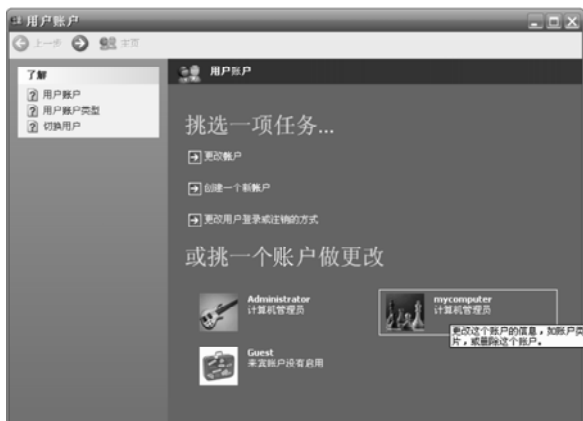 用户账户
上一步 主页
了解
用户账户
用户账户类型
切换用户
用户账户
挑选一项任务...
更改账户
创建一个新账户
更改用户登录或注销的方式
或挑一个账户做更改
Administrator
计算机管理员
mycomputer
计算机管理员
更改这个账户的信息，如账户类
片，或删除这个账户。
Guest
来宾账户没有启用